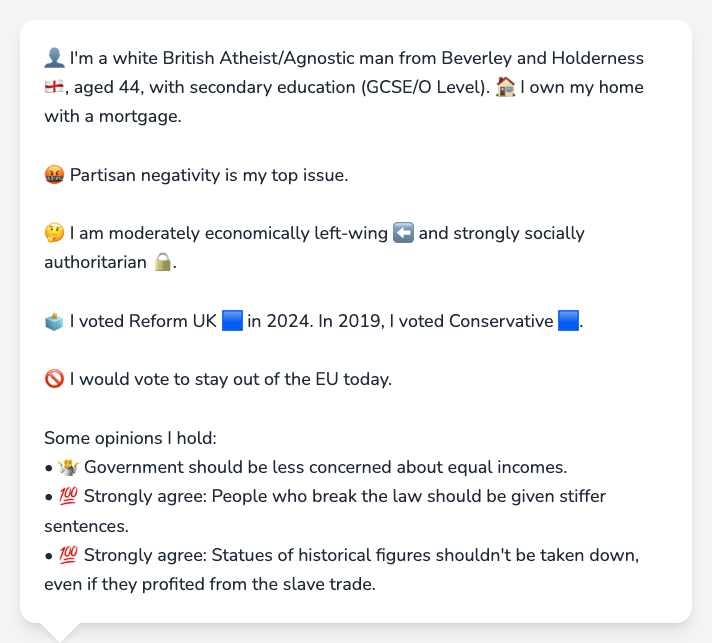 👤 I'm a white British Atheist/Agnostic man from Beverley and Holderness
🏴󠁧󠁢󠁥󠁮󠁧󠁿, aged 44, with secondary education (GCSE/O Level). 🏠 I own my home
with a mortgage.
🤬 Partisan negativity is my top issue.
🤔 I am moderately economically left-wing ⬅️ and strongly socially
authoritarian 🔒.
🗳️ I voted Reform UK 🟦 in 2024. In 2019, I voted Conservative 🟦.
🚫 I would vote to stay out of the EU today.
Some opinions I hold:
• 🤷 Government should be less concerned about equal incomes.
• 💯 Strongly agree: People who break the law should be given stiffer
sentences.
• 💯 Strongly agree: Statues of historical figures shouldn't be taken down,
even if they profited from the slave trade.